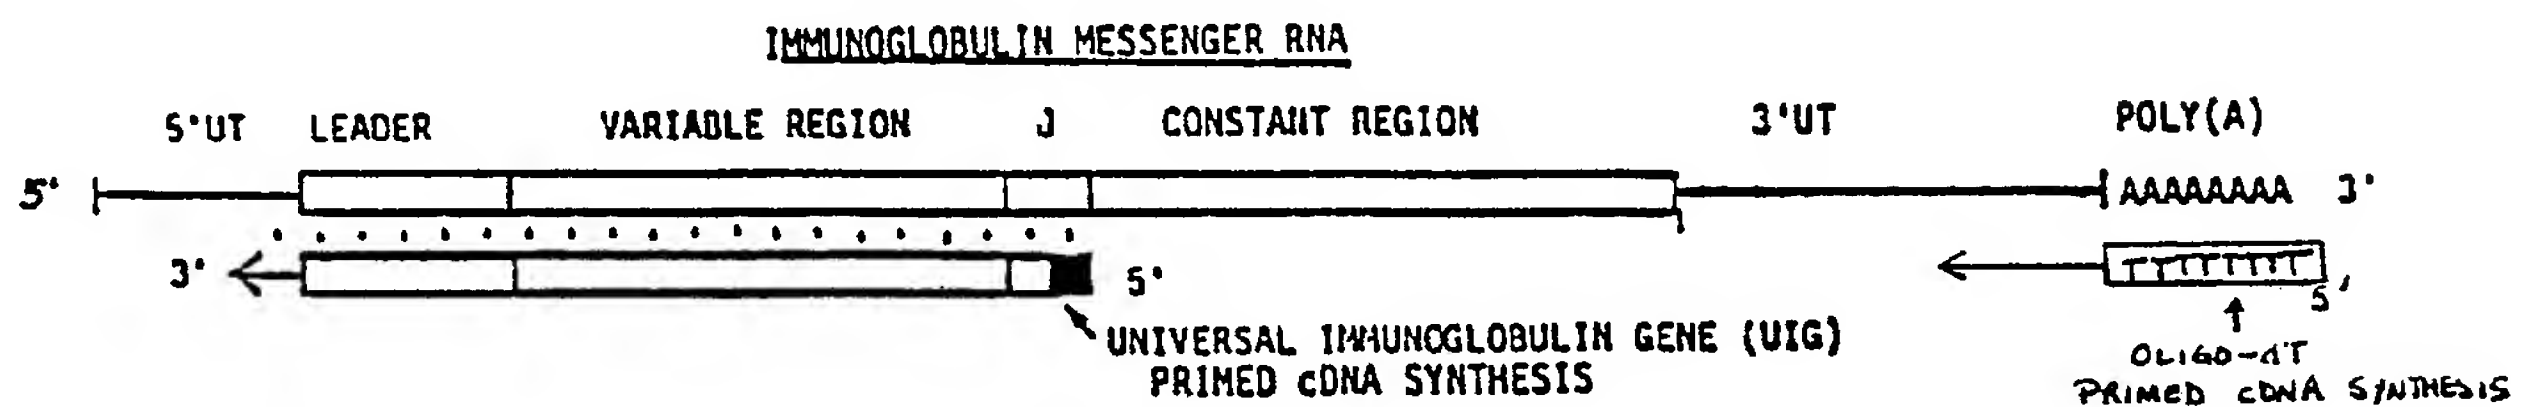 IMMUNOGLOBULIN MESSENGER RNA
5'UT LEADER VARIABLE REGION J CONSTANT REGION 3'UT POLY(A)
5' AAAAAAAA 3'
3' 5' TTTTTTT 5'
UNIVERSAL IMMUNOGLOBULIN GENE (UIG)
PRIMED cDNA SYNTHESIS
OLIGO-dT
PRIMED cDNA SYNTHESIS